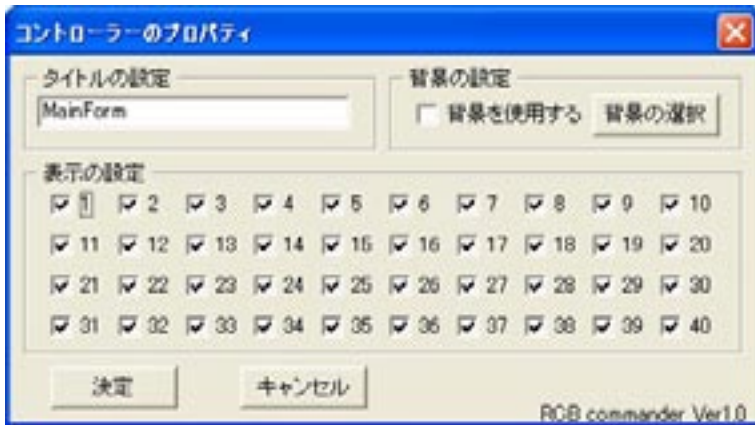 コントローラーのプロパティ
タイトルの設定
MainForm
背景の設定
背景を使用する
背景の選択
表示の設定
1 2 3 4 5 6 7 8 9 10
11 12 13 14 15 16 17 18 19 20
21 22 23 24 25 26 27 28 29 30
31 32 33 34 35 36 37 38 39 40
決定 キャンセル
RGB commander Ver1.0